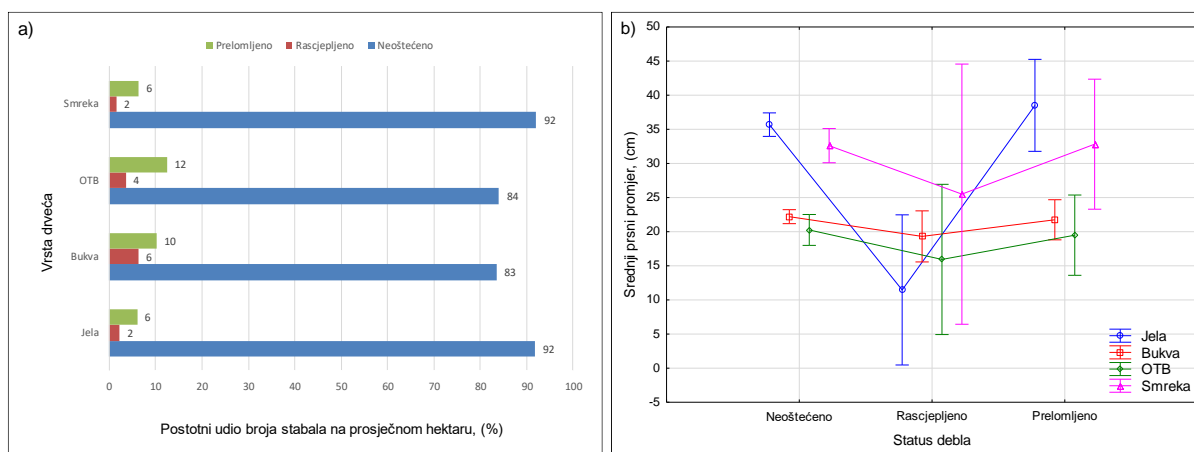 a)
Prelomljeno Rascjepljeno Neoštećeno
Smreka
6
2
92
OTB
12
4
84
Bukva
10
6
83
Jela
6
2
92
0 10 20 30 40 50 60 70 80 90 100
Vrsta drveća
Postotni udio broja stabala na prosječnom hektaru, (%)
b)
50
45
40
35
30
25
20
15
10
5
0
-5
Srednji prsni promjer, (cm)
Jela
Bukva
OTB
Smreka
Neoštećeno Rascjepljeno Prelomljeno
Status debla